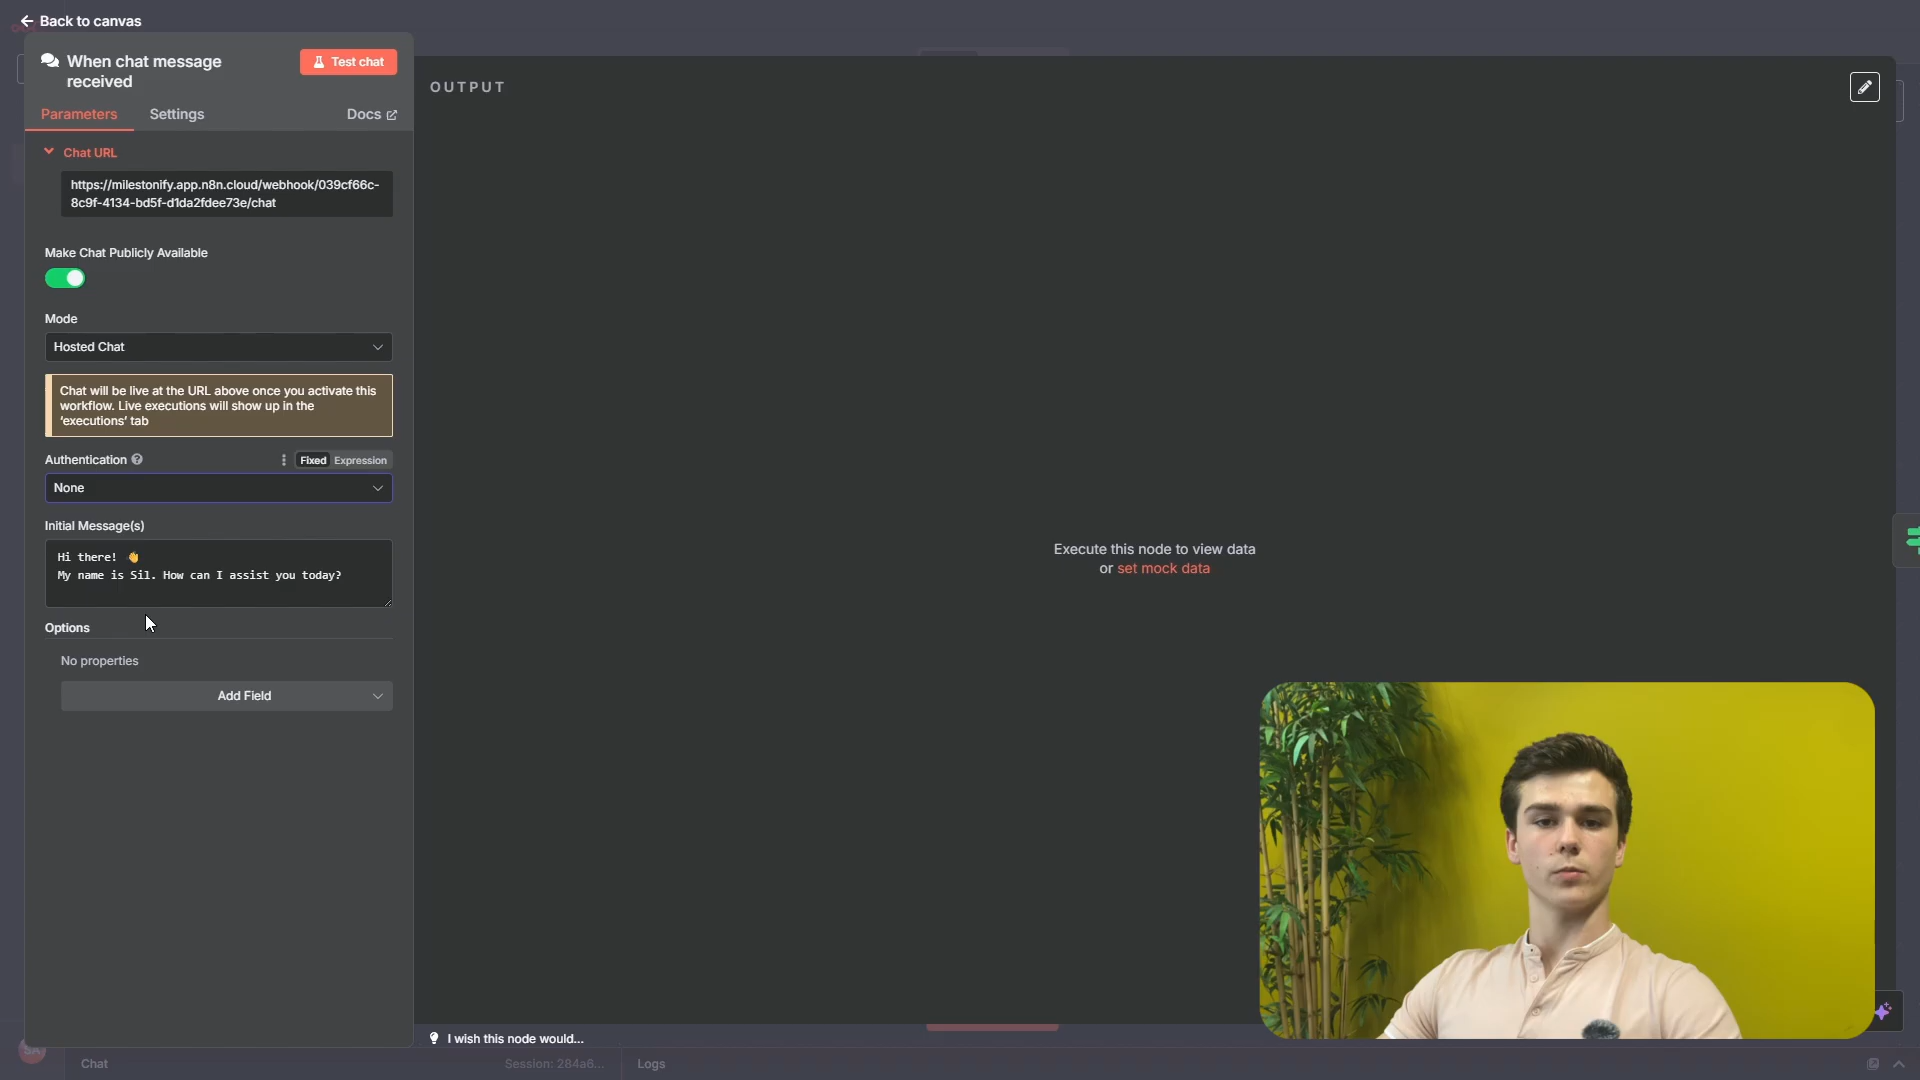 Back to canvas
When chat message
received
Test chat
Parameters
Settings
Docs
OUTPUT
Chat URL
https://milestonify.app.n8n.cloud/webhook/039cf66c-
8c9f-4134-bd5f-d1da2fdee73e/chat
Make Chat Publicly Available
Mode
Hosted Chat
Chat will be live at the URL above once you activate this
workflow. Live executions will show up in the
‘executions’ tab
Authentication
Fixed
Expression
None
Initial Message(s)
Hi there! 👋
My name is Sil. How can I assist you today?
Options
No properties
Add Field
Execute this node to view data
or set mock data
I wish this node would...
Chat
Session: 284a6...
Logs